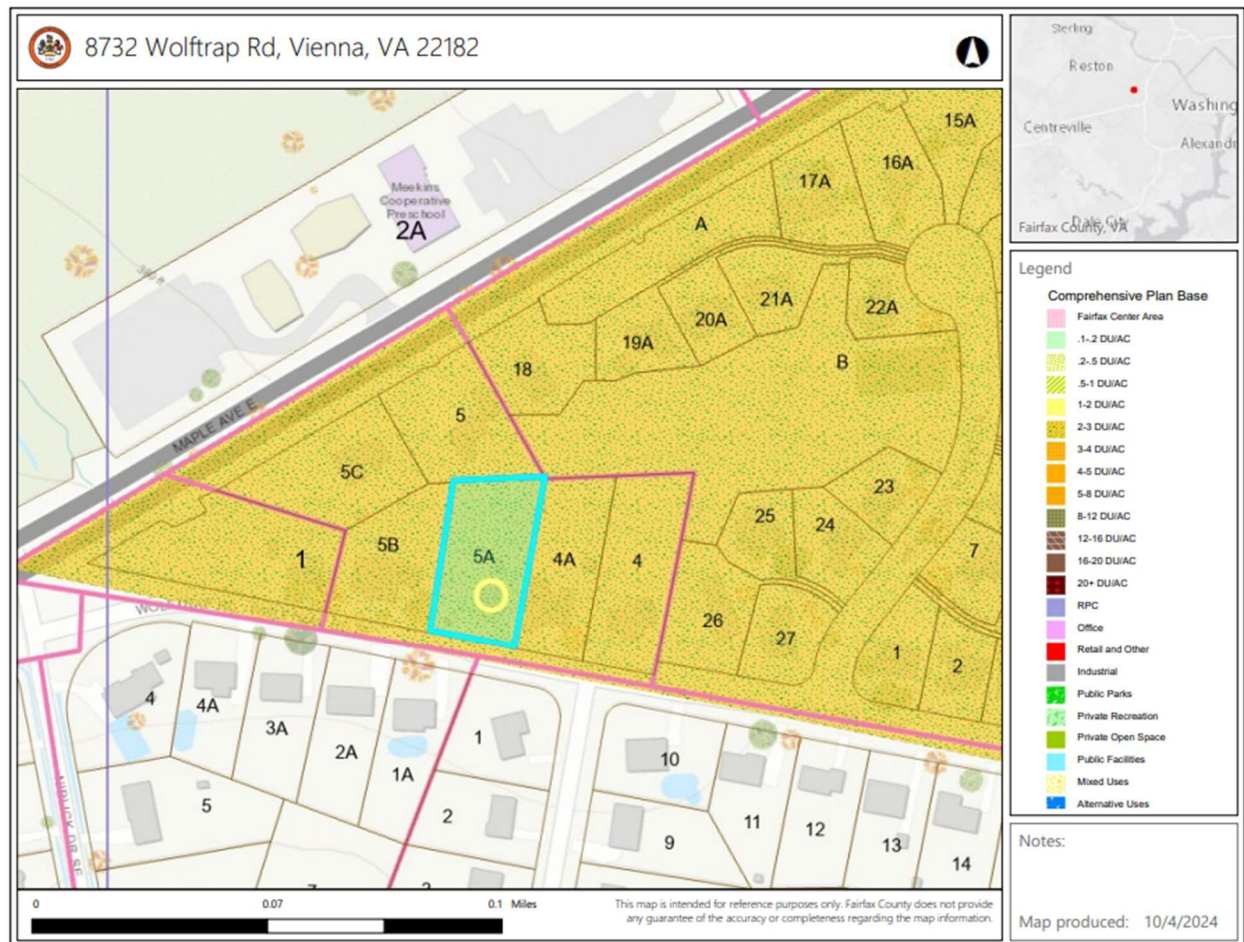 8732 Wolftrap Rd, Vienna, VA 22182
Meekins
Cooperative
Preschool
2A
380 ft
MAPLE AVE E
15A
16A
17A
A
18
19A
20A
21A
22A
B
5
5C
5B
5A
4A
4
1
23
24
25
26
27
7
1
2
4
4A
3A
2A
1A
1
2
5
10
9
11
12
13
14
NIBLICK DR SE
0
0.07
0.1 Miles
This map is intended for reference purposes only. Fairfax County does not provide
any guarantee of the accuracy or completeness regarding the map information.
Sterling
Reston
Washing
Centreville
Alexandr
Dale City
Fairfax County, VA
Legend
Comprehensive Plan Base
Fairfax Center Area
.1-.2 DU/AC
.2-.5 DU/AC
.5-1 DU/AC
1-2 DU/AC
2-3 DU/AC
3-4 DU/AC
4-5 DU/AC
5-8 DU/AC
8-12 DU/AC
12-16 DU/AC
16-20 DU/AC
20+ DU/AC
RPC
Office
Retail and Other
Industrial
Public Parks
Private Recreation
Private Open Space
Public Facilities
Mixed Uses
Alternative Uses
Notes:
Map produced: 10/4/2024